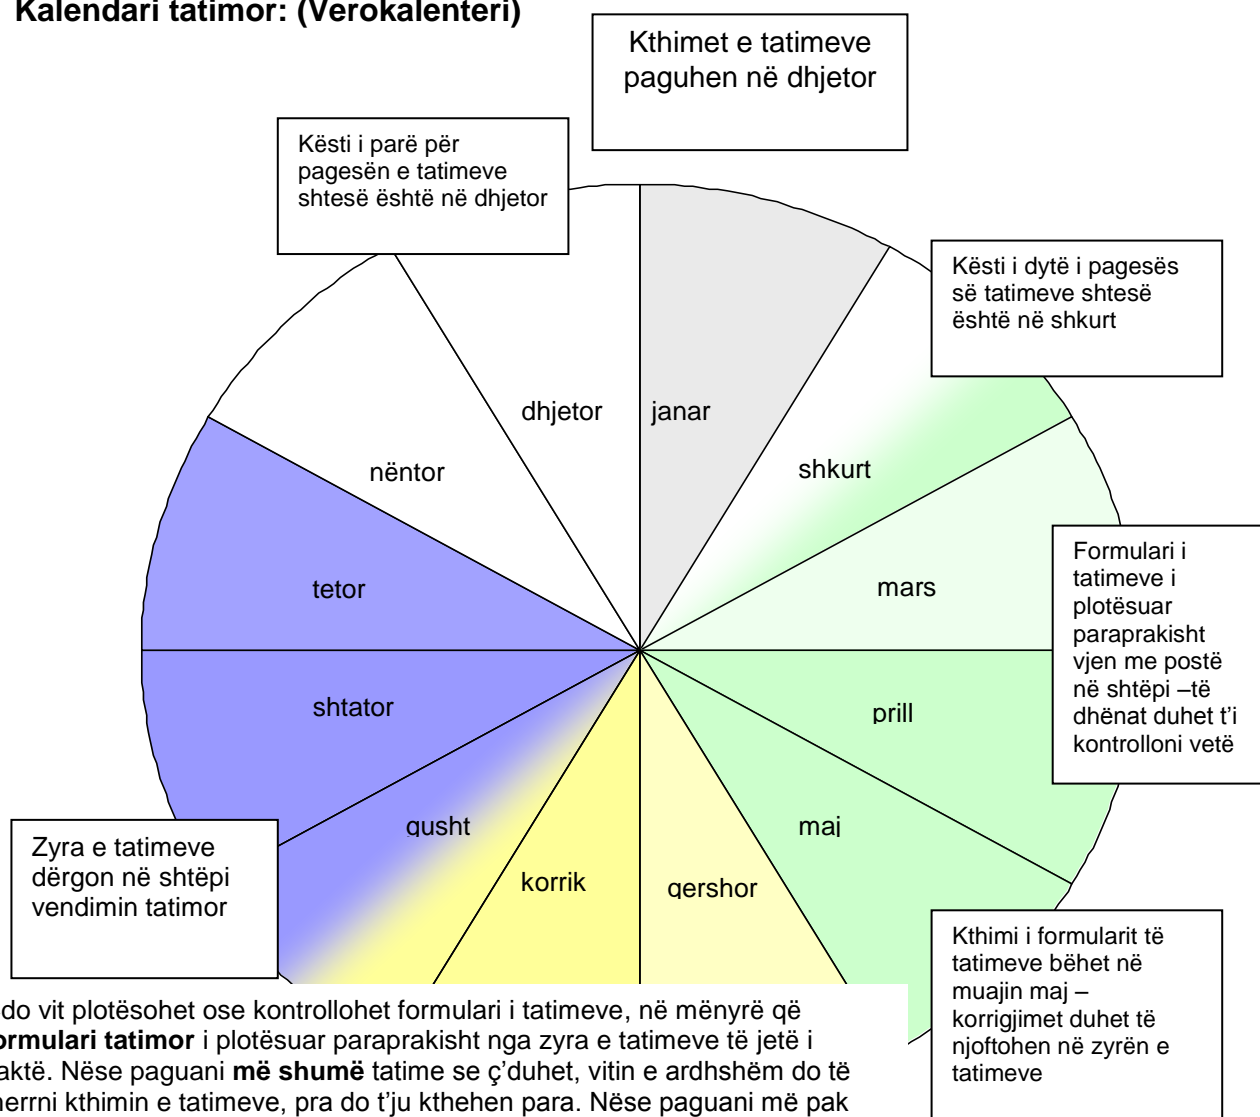 Kalendari tatimor: (Verokalenteri)
Kthimet e tatimeve
paguhen në dhjetor
Kësti i parë për
pagesën e tatimeve
shtesë është në dhjetor
Kësti i dytë i pagesës
së tatimeve shtesë
është në shkurt
dhjetor
janar
shkurt
nëntor
mars
tetor
Formulari i
tatimeve i
plotësuar
paraprakisht
vjen me postë
në shtëpi –të
dhënat duhet t'i
kontrolloni vetë
shtator
prill
gusht
maj
korrik
qershor
Zyra e tatimeve
dërgon në shtëpi
vendimin tatimor
Kthimi i formularit të
tatimeve bëhet në
muajin maj –
korrigjimet duhet të
njoftohen në zyrën e
tatimeve
do vit plotësohet ose kontrollohet formulari i tatimeve, në mënyrë që
ormulari tatimor i plotësuar paraprakisht nga zyra e tatimeve të jetë i
aktë. Nëse paguani më shumë tatime se ç'duhet, vitin e ardhshëm do të
errni kthimin e tatimeve, pra do t'ju kthehen para. Nëse paguani më pak